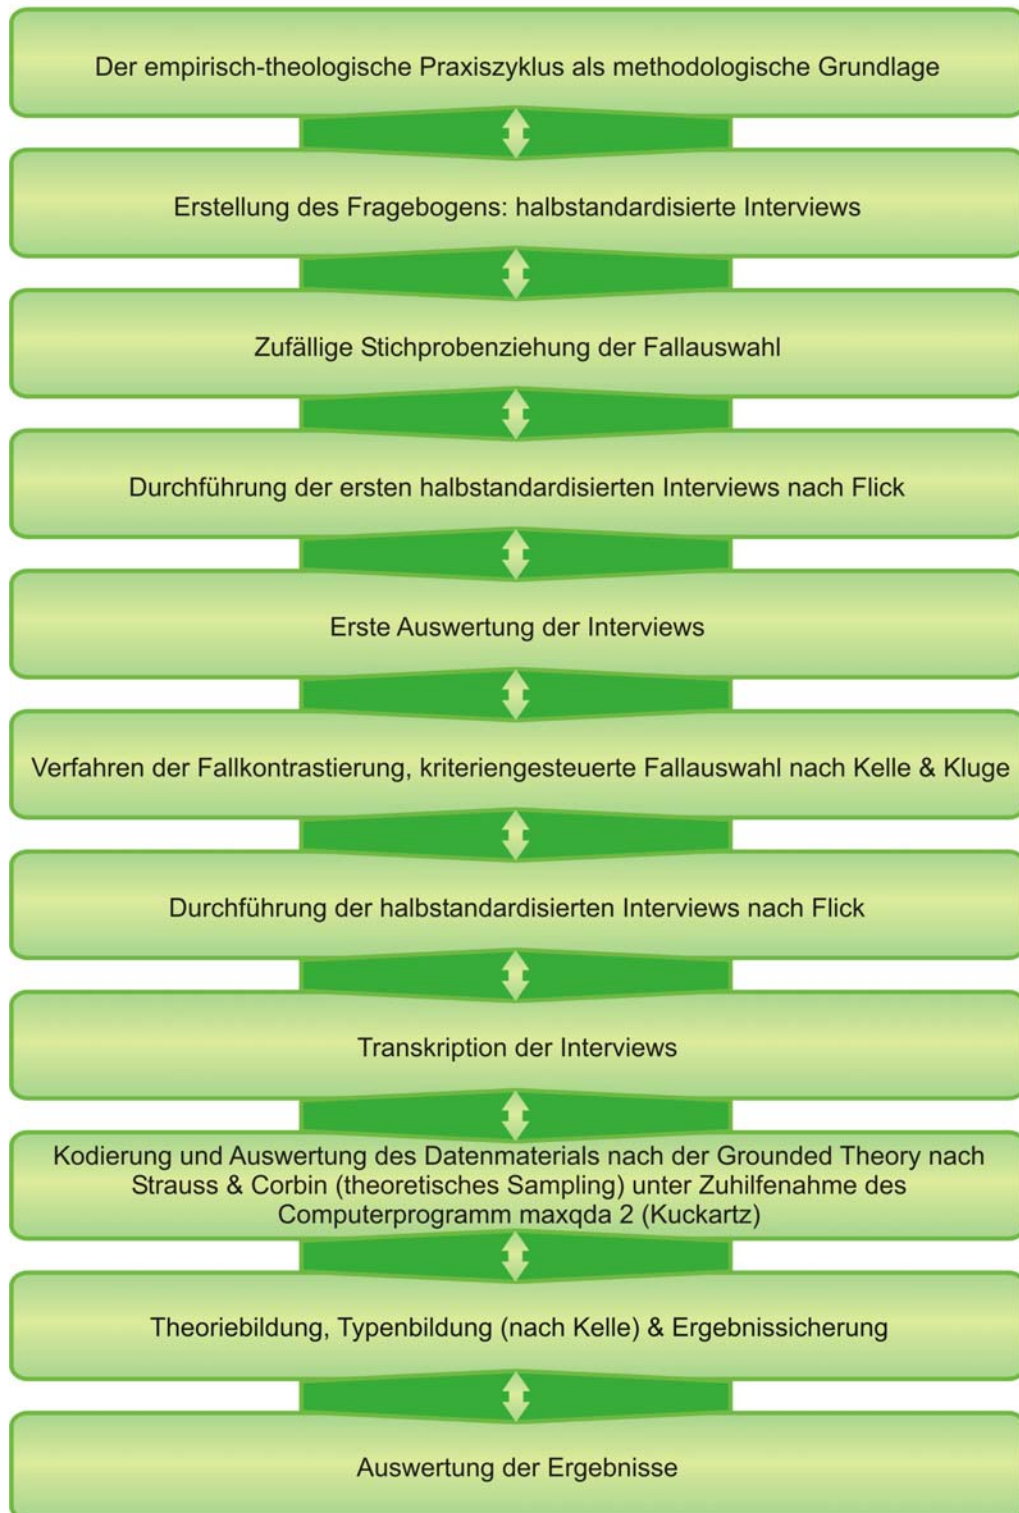 Der empirisch-theologische Praxiszyklus als methodologische Grundlage
Erstellung des Fragebogens: halbstandardisierte Interviews
Zufällige Stichprobenziehung der Fallauswahl
Durchführung der ersten halbstandardisierten Interviews nach Flick
Erste Auswertung der Interviews
Verfahren der Fallkontrastierung, kriteriengesteuerte Fallauswahl nach Kelle & Kluge
Durchführung der halbstandardisierten Interviews nach Flick
Transkription der Interviews
Kodierung und Auswertung des Datenmaterials nach der Grounded Theory nach
Strauss & Corbin (theoretisches Sampling) unter Zuhilfenahme des
Computerprogramm maxqda 2 (Kuckartz)
Theoriebildung, Typenbildung (nach Kelle) & Ergebnissicherung
Auswertung der Ergebnisse